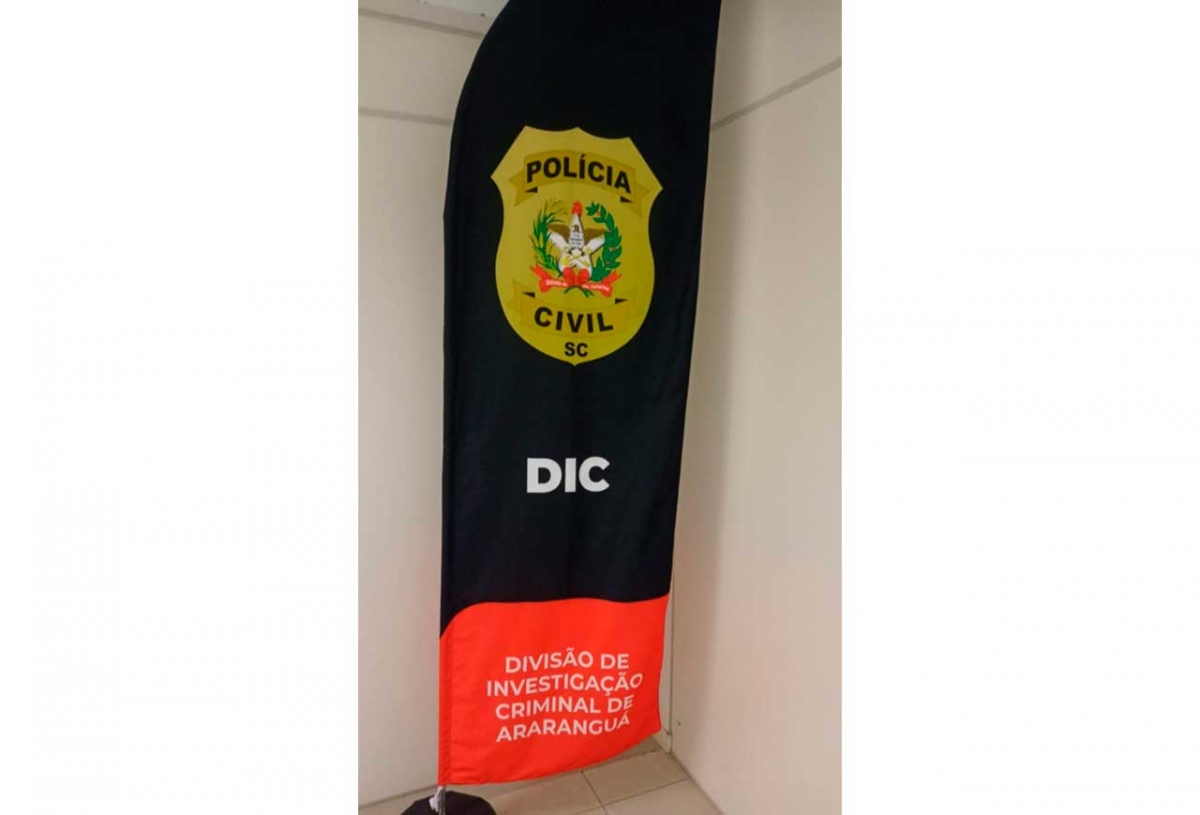 POLÍCIA
CIVIL
SC
DIC
DIVISÃO DE
INVESTIGAÇÃO
CRIMINAL DE
ARARANGUÁ